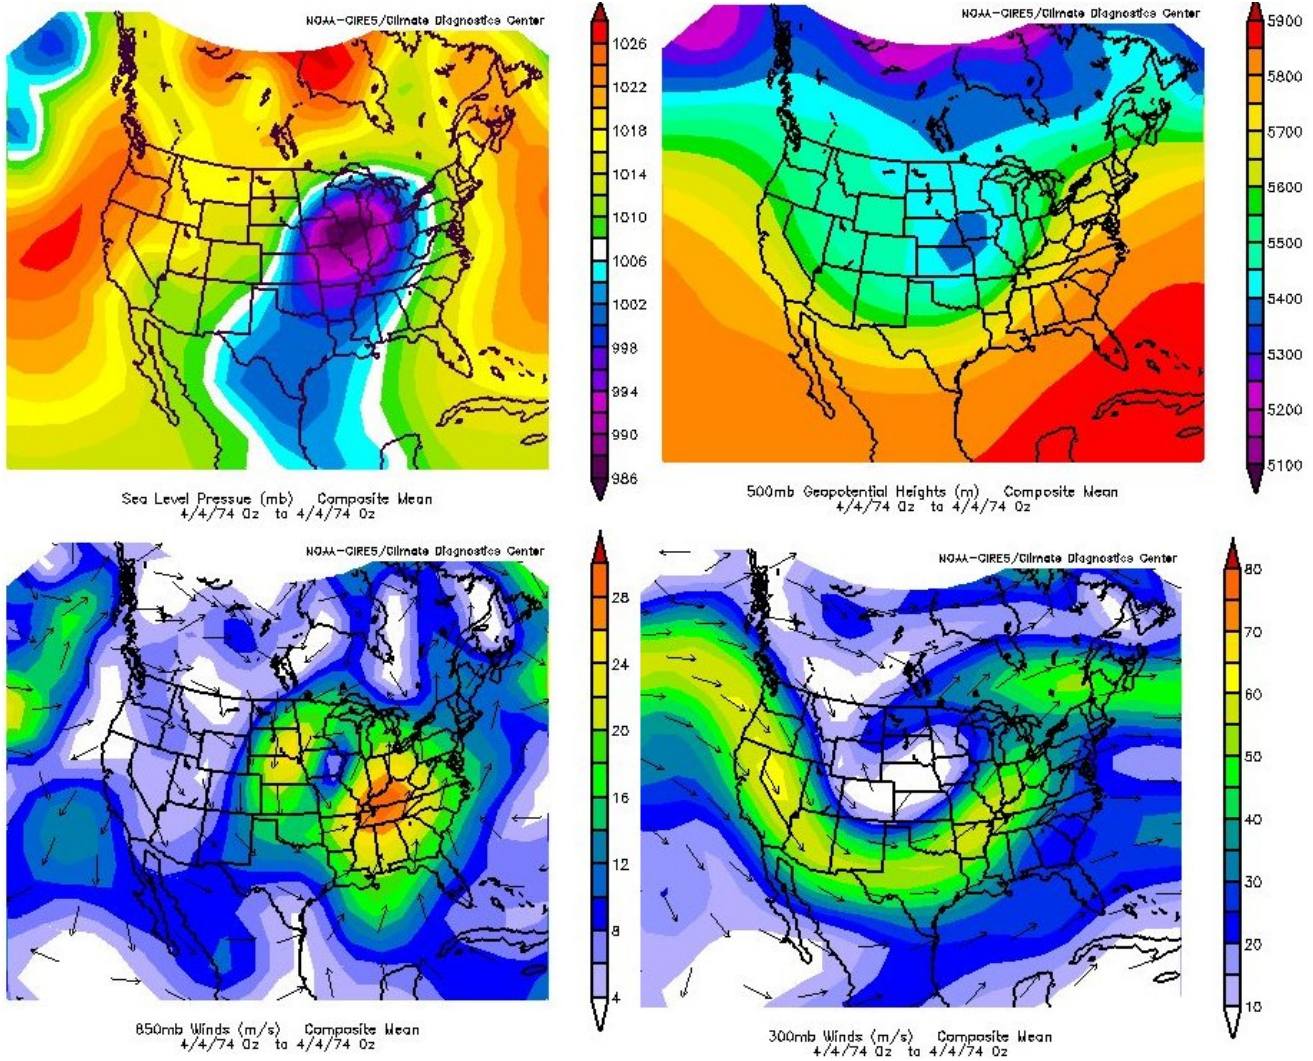 NOAA-CIRES/Climate Diagnostics Center
1026
1022
1018
1014
1010
1006
1002
998
994
990
986
Sea Level Pressue (mb) Composite Mean
4/4/74 0z to 4/4/74 0z
NOAA-CIRES/Climate Diagnostics Center
5900
5800
5700
5600
5500
5400
5300
5200
5100
500mb Geopotential Heights (m) Composite Mean
4/4/74 0z to 4/4/74 0z
NOAA-CIRES/Climate Diagnostics Center
28
24
20
16
12
8
4
850mb Winds (m/s) Composite Mean
4/4/74 0z to 4/4/74 0z
NOAA-CIRES/Climate Diagnostics Center
80
70
60
50
40
30
20
10
300mb Winds (m/s) Composite Mean
4/4/74 0z to 4/4/74 0z